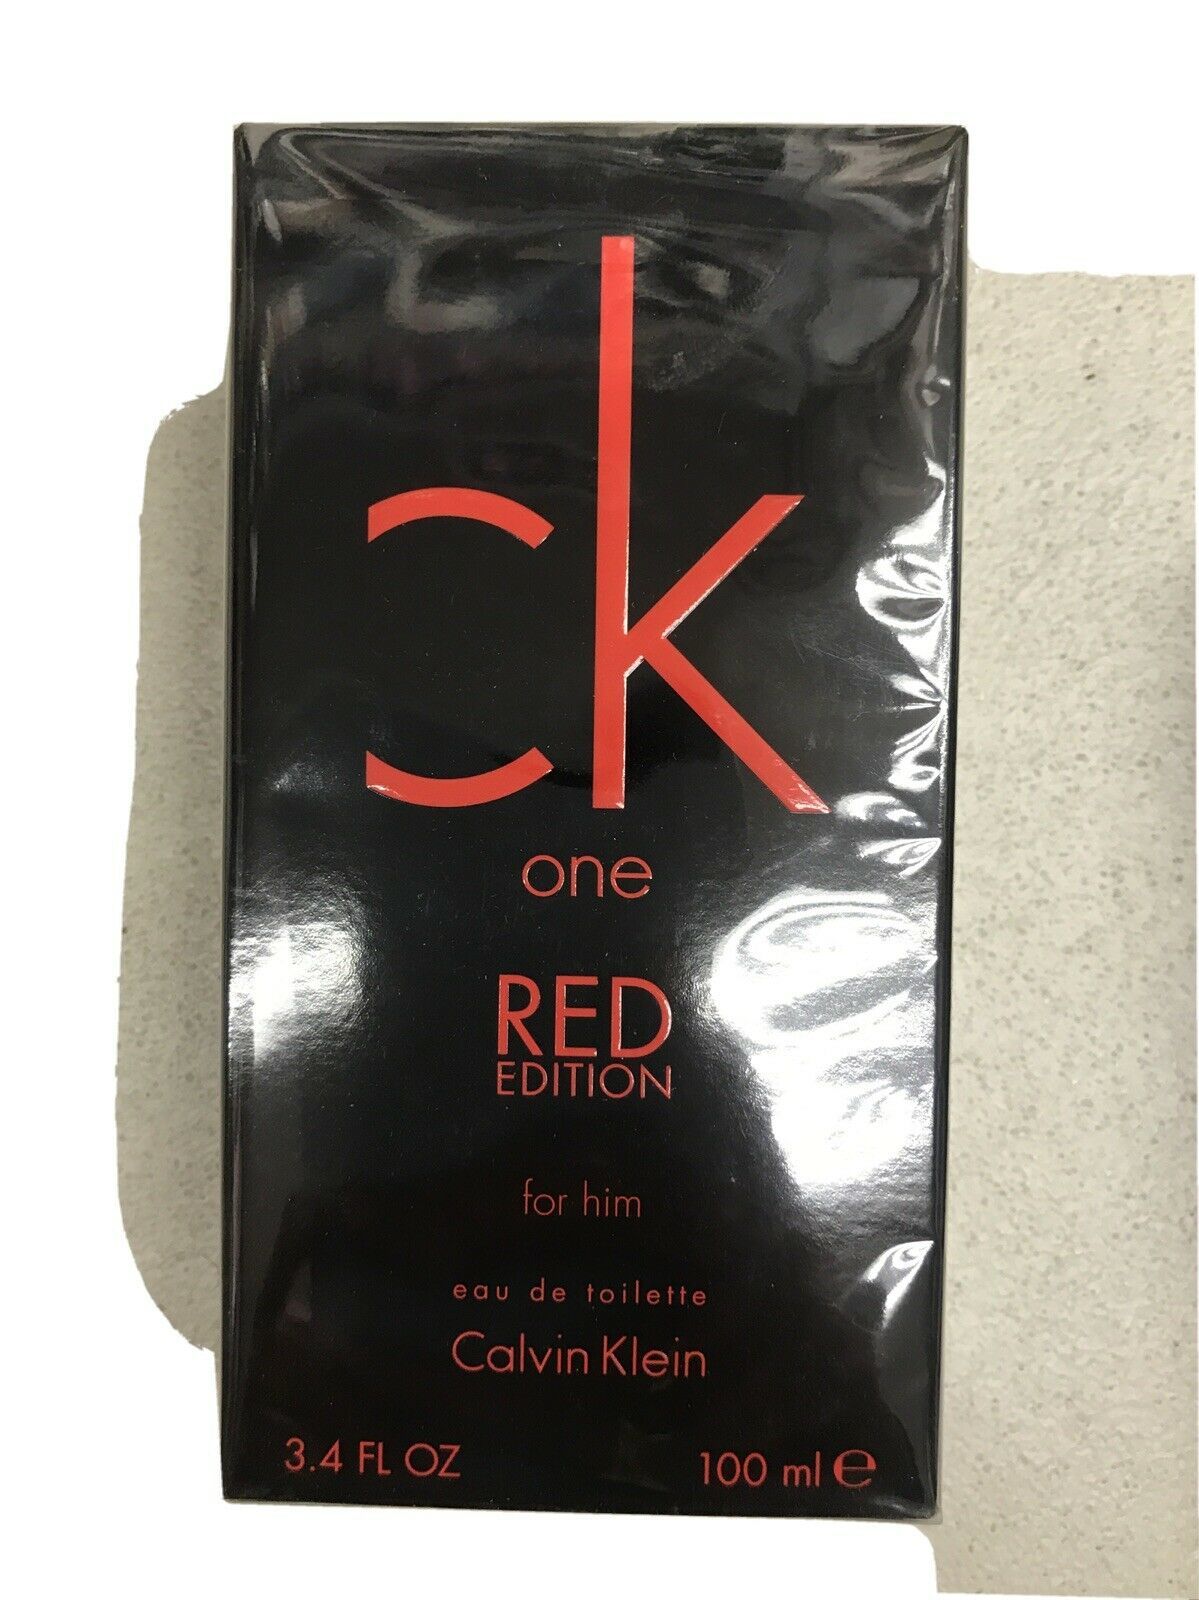 ck
one
RED
EDITION
for him
eau de toilette
Calvin Klein
3.4 FL OZ 100 ml ℮